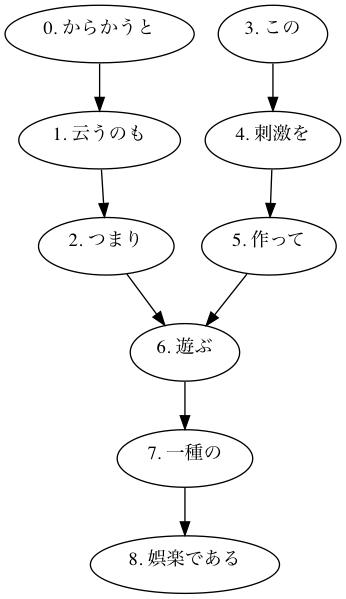 0. からかうと
3. この
1. 云うのも
4. 刺激を
2. つまり
5. 作って
6. 遊ぶ
7. 一種の
8. 娯楽である